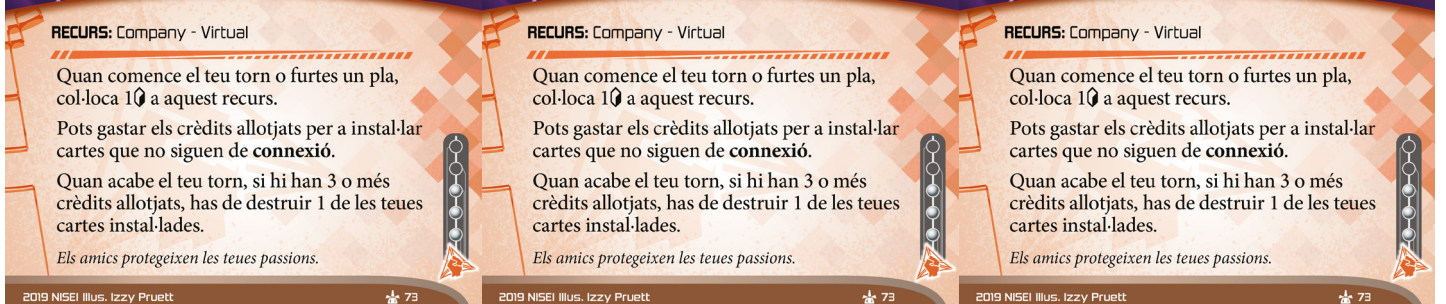 RECURS: Company - Virtual
Quan comence el teu torn o furtes un pla,
col·loca 1 a aquest recurs.
Pots gastar els crèdits allotjats per a instal·lar
cartes que no siguen de connexió.
Quan acabe el teu torn, si hi han 3 o més
crèdits allotjats, has de destruir 1 de les teues
cartes instal·lades.
Els amics protegeixen les teues passions.
2019 NISEI Illus. Izzy Pruett
73
RECURS: Company - Virtual
Quan comence el teu torn o furtes un pla,
col·loca 1 a aquest recurs.
Pots gastar els crèdits allotjats per a instal·lar
cartes que no siguen de connexió.
Quan acabe el teu torn, si hi han 3 o més
crèdits allotjats, has de destruir 1 de les teues
cartes instal·lades.
Els amics protegeixen les teues passions.
2019 NISEI Illus. Izzy Pruett
73
RECURS: Company - Virtual
Quan comence el teu torn o furtes un pla,
col·loca 1 a aquest recurs.
Pots gastar els crèdits allotjats per a instal·lar
cartes que no siguen de connexió.
Quan acabe el teu torn, si hi han 3 o més
crèdits allotjats, has de destruir 1 de les teues
cartes instal·lades.
Els amics protegeixen les teues passions.
2019 NISEI Illus. Izzy Pruett
73